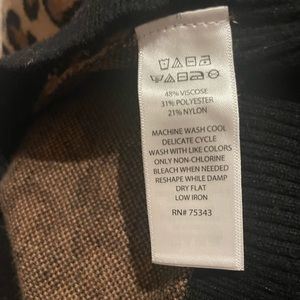 48% VISCOSE
31% POLYESTER
21% NYLON
MACHINE WASH COOL
DELICATE CYCLE
WASH WITH LIKE COLORS
ONLY NON-CHLORINE
BLEACH WHEN NEEDED
RESHAPE WHILE DAMP
DRY FLAT
LOW IRON
RN# 75343